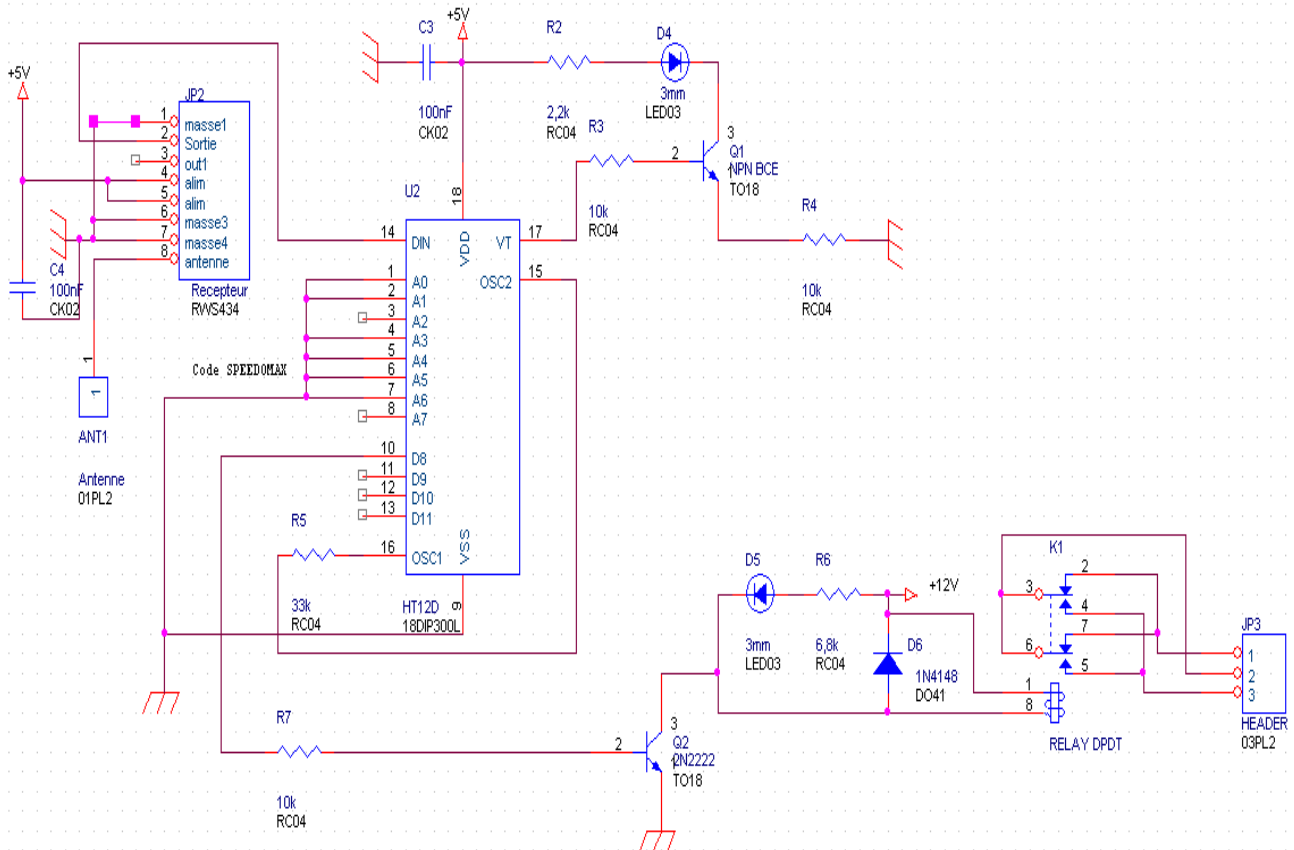 +5V
C3
R2
D4
+5V
100nF
CK02
2,2k
RC04
3mm
LED03
JP2
1
masse1
2
Sortie
3
out1
4
alim
5
alim
6
masse3
7
masse4
8
antenne
Recepteur
RWS434
C4
100nF
CK02
1
1
ANT1
Antenne
01PL2
R3
10k
RC04
2
3
Q1
NPN BCE
1
TO18
R4
10k
RC04
U2
18
14
DIN
VDD
VT
17
OSC2
15
1
A0
2
A1
3
A2
4
A3
5
A4
6
A5
7
A6
8
A7
Code SPEEDOMAX
10
D8
11
D9
12
D10
13
D11
16
OSC1
VSS
9
HT12D
18DIP300L
R5
33k
RC04
R7
10k
RC04
2
3
Q2
2N2222
1
TO18
D5
3mm
LED03
R6
6,8k
RC04
+12V
D6
1N4148
DO41
K1
3
2
4
6
7
5
1
8
RELAY DPDT
JP3
1
2
3
HEADER
03PL2